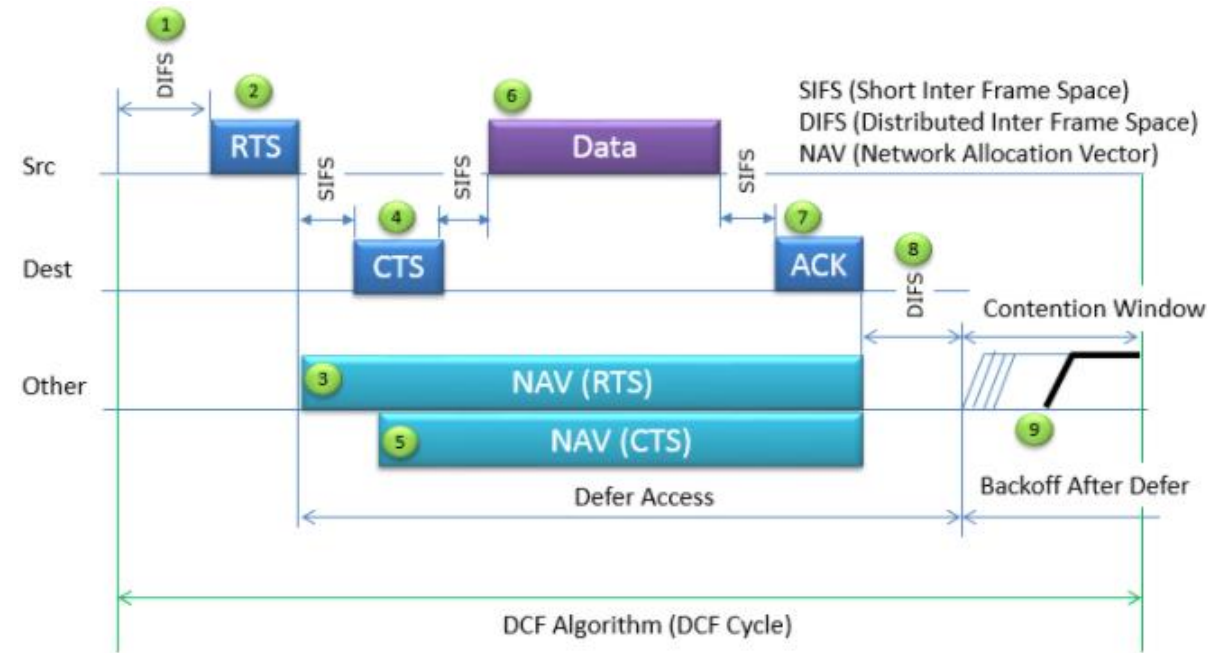 1
DIFS
2
6
SIFS (Short Inter Frame Space)
DIFS (Distributed Inter Frame Space)
NAV (Network Allocation Vector)
Src
RTS
Data
SIFS
SIFS
SIFS
4
7
8
Dest
CTS
ACK
DIFS
Contention Window
Other
3
NAV (RTS)
5
NAV (CTS)
9
Defer Access
Backoff After Defer
DCF Algorithm (DCF Cycle)